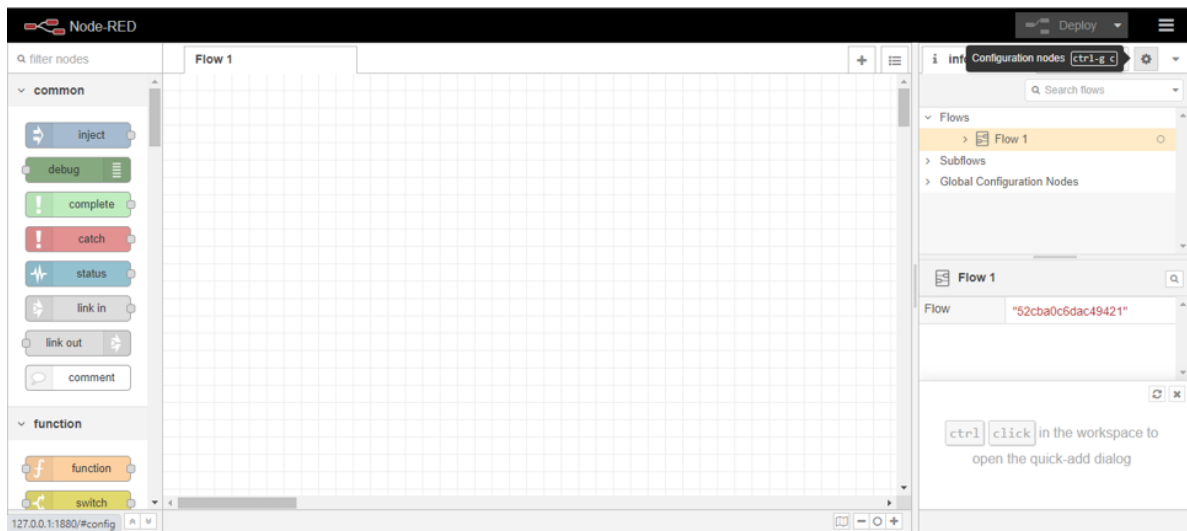 Node-RED
Deploy
filter nodes
Flow 1
info
Configuration nodes ctrl-g c
common
Search flows
inject
Flows
Flow 1
debug
Subflows
complete
Global Configuration Nodes
catch
status
Flow 1
link in
Flow "52cba0c6dac49421"
link out
comment
function
ctrl click in the workspace to
open the quick-add dialog
function
switch
127.0.0.1:1880/#config